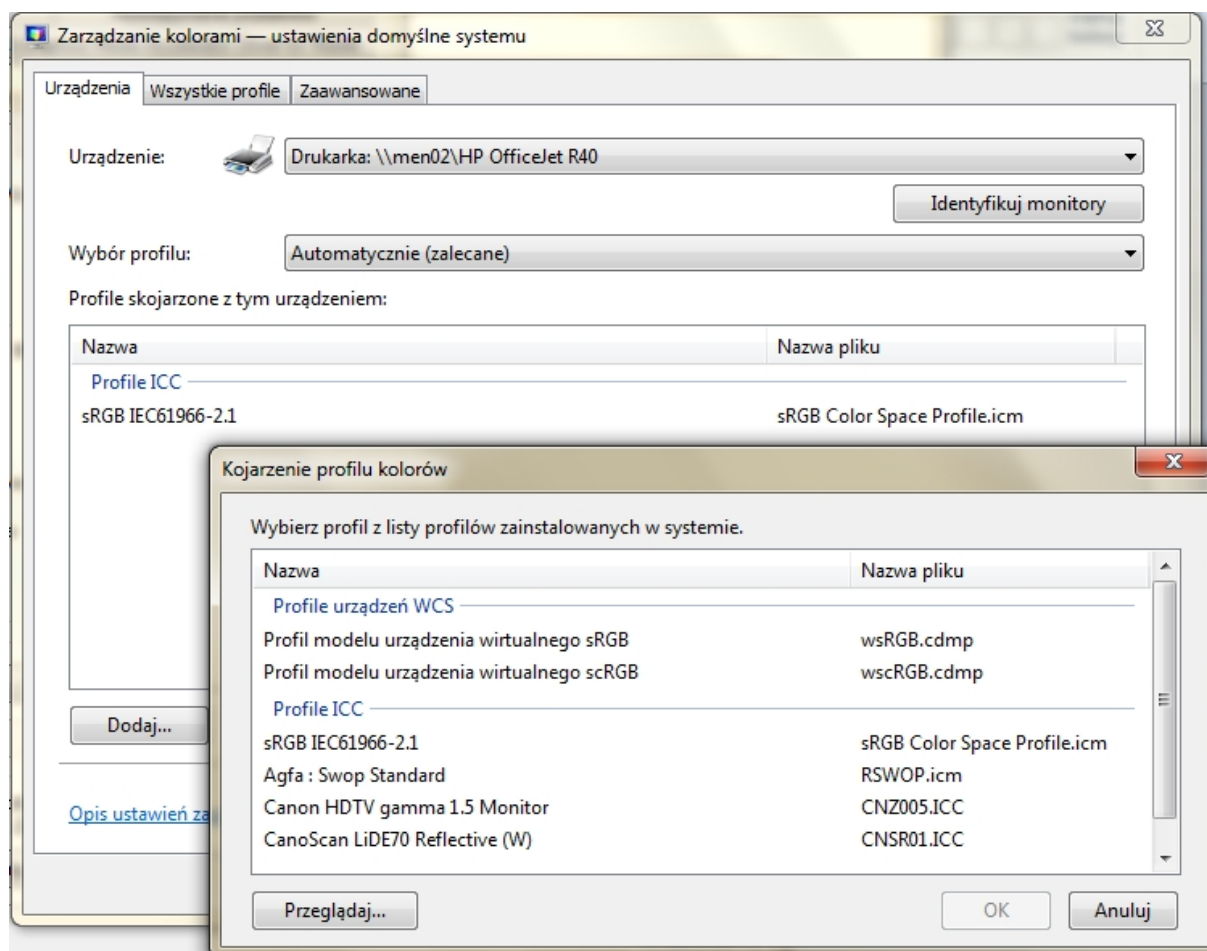 Zarządzanie kolorami — ustawienia domyślne systemu
Urządzenia Wszystkie profile Zaawansowane
Urządzenie: Drukarka: \\men02\HP OfficeJet R40
Identyfikuj monitory
Wybór profilu: Automatycznie (zalecane)
Profile skojarzone z tym urządzeniem:
Nazwa Nazwa pliku
Profile ICC
sRGB IEC61966-2.1 sRGB Color Space Profile.icm
Dodaj...
Opis ustawień za
Kojarzenie profilu kolorów
Wybierz profil z listy profilów zainstalowanych w systemie.
Nazwa Nazwa pliku
Profile urządzeń WCS
Profil modelu urządzenia wirtualnego sRGB wsRGB.cdmp
Profil modelu urządzenia wirtualnego scRGB wscRGB.cdmp
Profile ICC
sRGB IEC61966-2.1 sRGB Color Space Profile.icm
Agfa : Swop Standard RSWOP.icm
Canon HDTV gamma 1.5 Monitor CNZ005.ICC
CanoScan LiDE70 Reflective (W) CNSR01.ICC
Przeglądaj... OK Anuluj